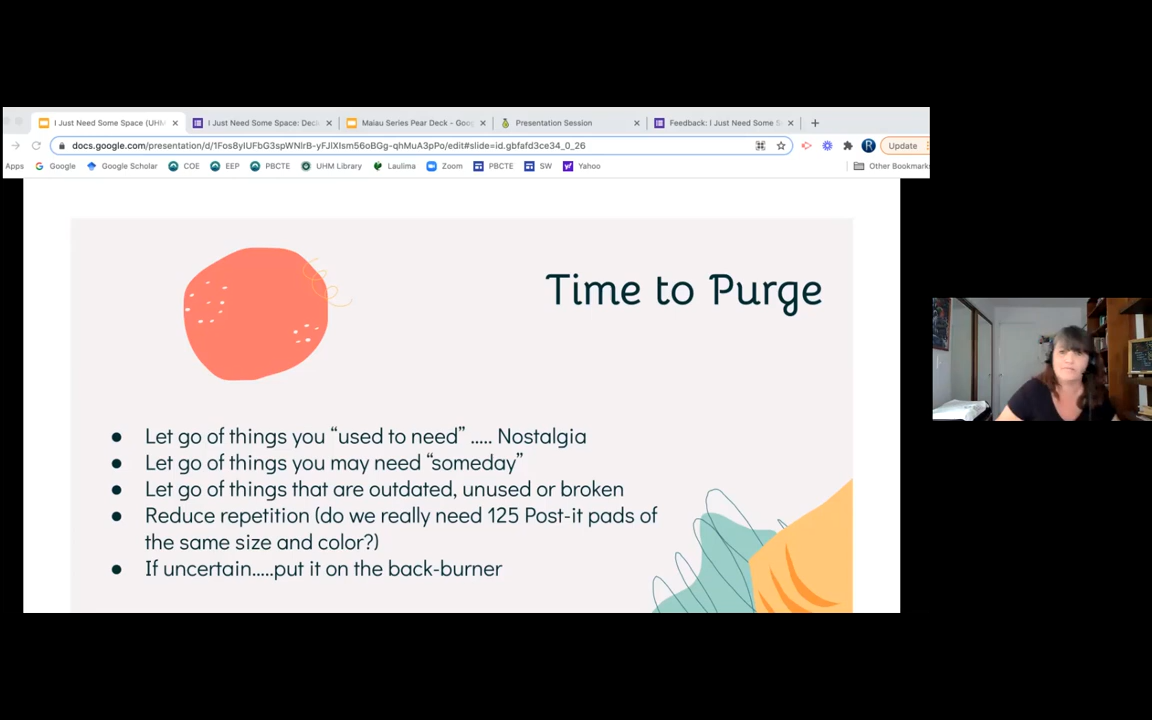 I Just Need Some Space (UHM
I Just Need Some Space: Deck
Maiau Series Pear Deck - Goog
Presentation Session
Feedback: I Just Need Some S
docs.google.com/presentation/d/1Fos8yIUFbG3spWNlrB-yFJlXIsm56oBGg-qhMuA3pPo/edit#slide=id.gbfafd3ce34_0_26
R
Update
Apps
Google
Google Scholar
COE
EEP
PBCTE
UHM Library
Laulima
Zoom
PBCTE
SW
Yahoo
Other Bookmark
Time to Purge
● Let go of things you “used to need” ..... Nostalgia
● Let go of things you may need “someday”
● Let go of things that are outdated, unused or broken
● Reduce repetition (do we really need 125 Post-it pads of
the same size and color?)
● If uncertain.....put it on the back-burner